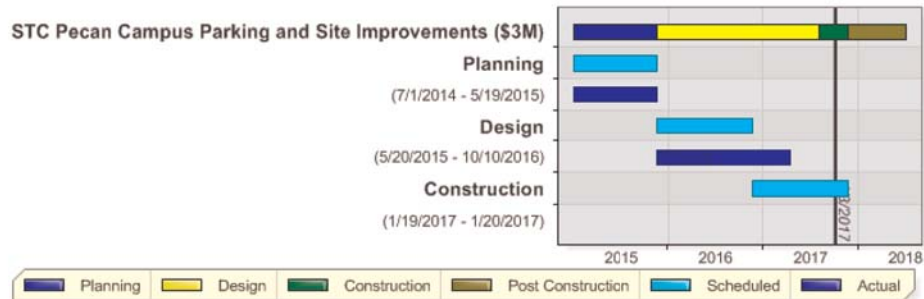 STC Pecan Campus Parking and Site Improvements ($3M)
Planning
(7/1/2014 - 5/19/2015)
Design
(5/20/2015 - 10/10/2016)
Construction
(1/19/2017 - 1/20/2017)
3/2017
2015 2016 2017 2018
Planning Design Construction Post Construction Scheduled Actual